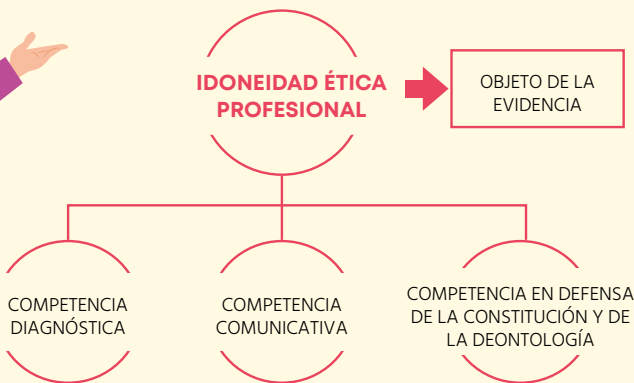 IDONEIDAD ÉTICA
PROFESIONAL
OBJETO DE LA
EVIDENCIA
COMPETENCIA
DIAGNÓSTICA
COMPETENCIA
COMUNICATIVA
COMPETENCIA EN DEFENSA
DE LA CONSTITUCIÓN Y DE
LA DEONTOLOGÍA